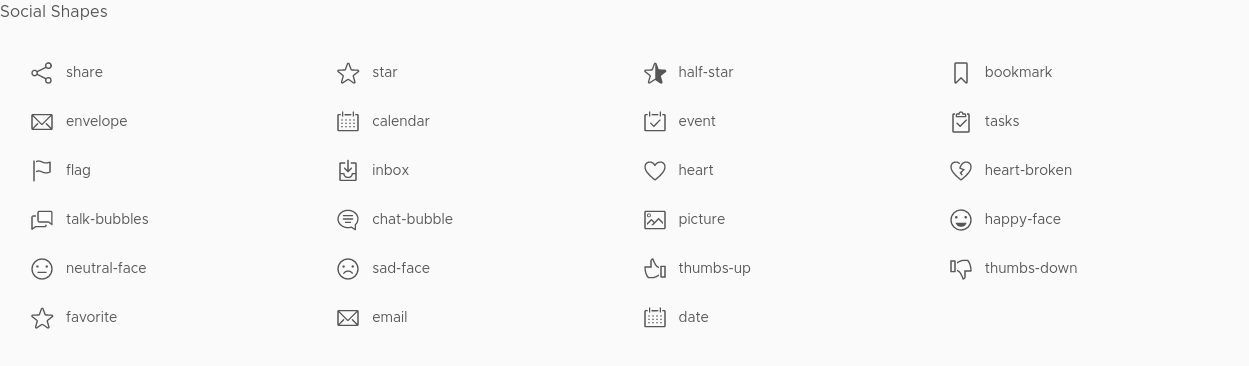 Social Shapes
share star half-star bookmark
envelope calendar event tasks
flag inbox heart heart-broken
talk-bubbles chat-bubble picture happy-face
neutral-face sad-face thumbs-up thumbs-down
favorite email date